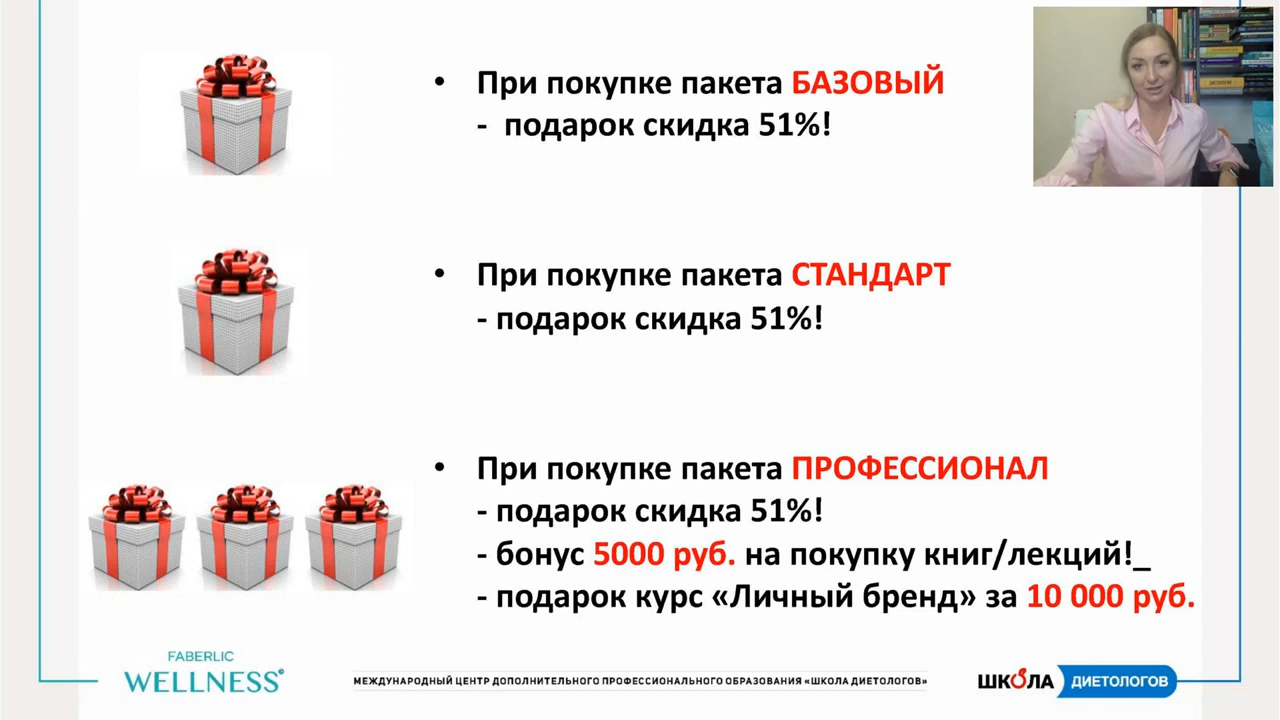 • При покупке пакета БАЗОВЫЙ
- подарок скидка 51%!
• При покупке пакета СТАНДАРТ
- подарок скидка 51%!
• При покупке пакета ПРОФЕССИОНАЛ
- подарок скидка 51%!
- бонус 5000 руб. на покупку книг/лекций!_
- подарок курс «Личный бренд» за 10 000 руб.
FABERLIC
WELLNESS©
МЕЖДУНАРОДНЫЙ ЦЕНТР ДОПОЛНИТЕЛЬНОГО ПРОФЕССИОНАЛЬНОГО ОБРАЗОВАНИЯ «ШКОЛА ДИЕТОЛОГОВ»
ШКОЛА ДИЕТОЛОГОВ